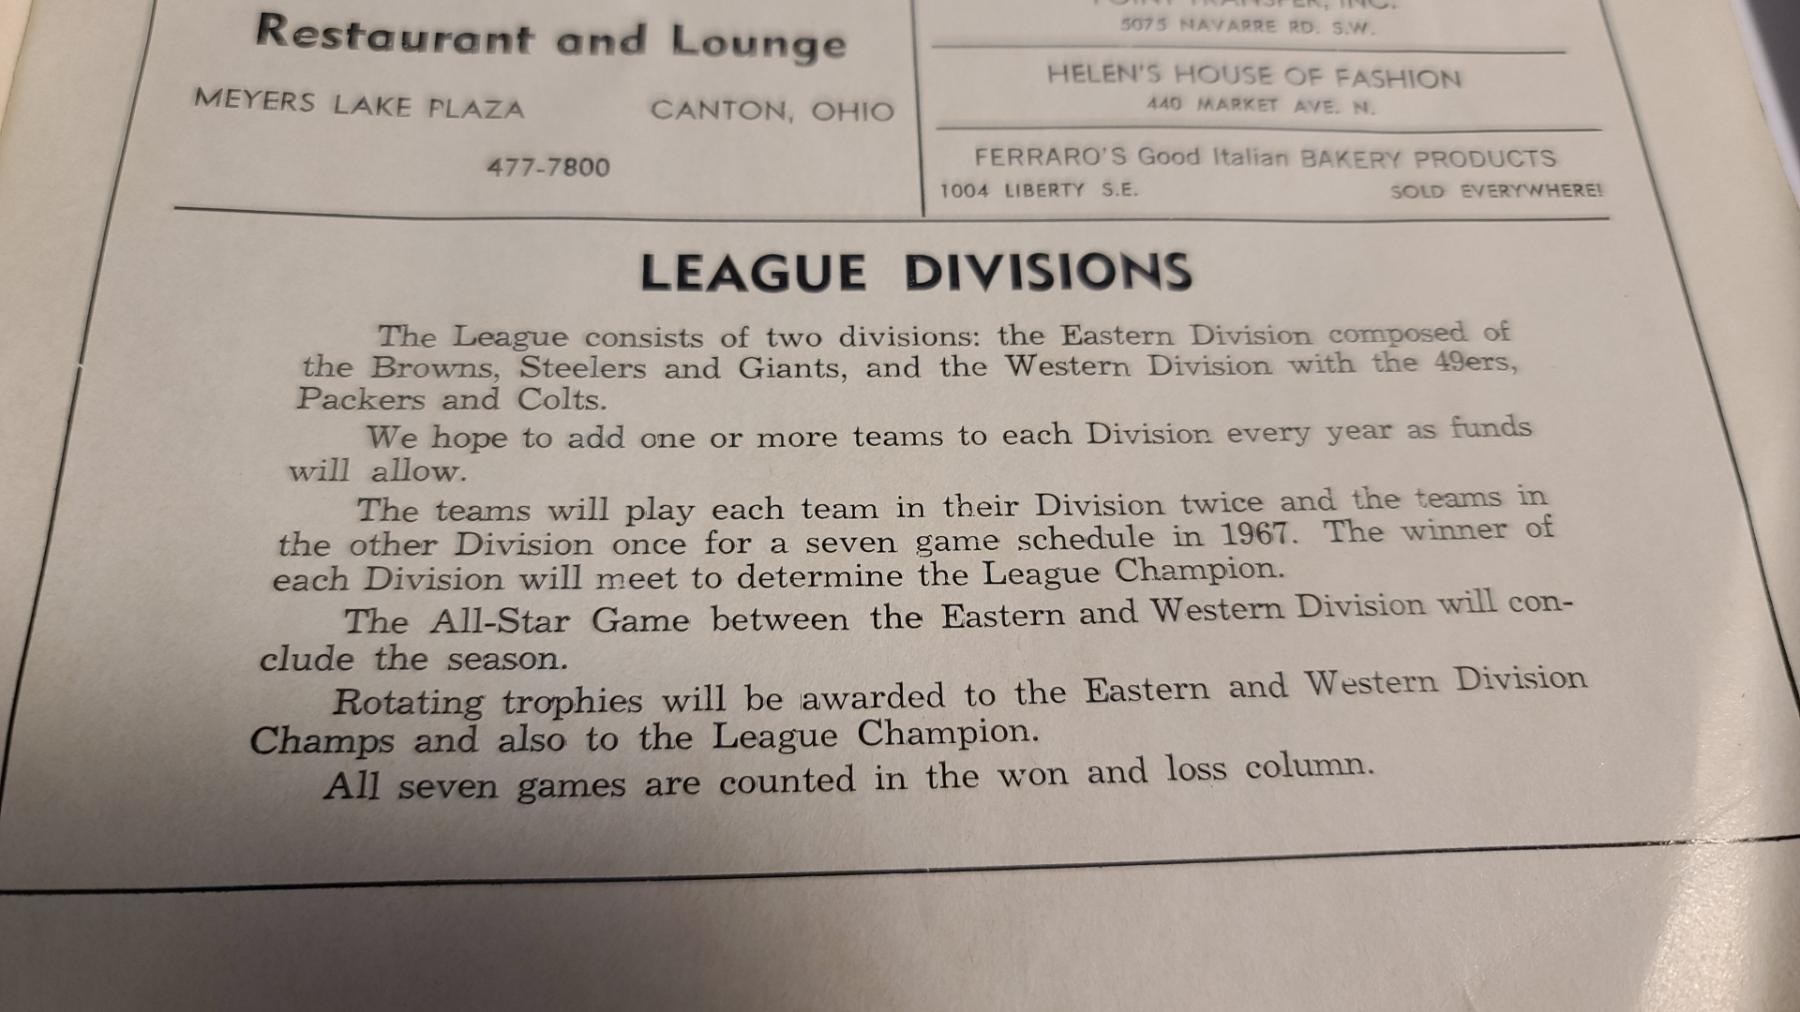 Restaurant and Lounge
MEYERS LAKE PLAZA CANTON, OHIO
477-7800
POINT TRANSFER, INC.
5075 NAVARRE RD. S.W.
HELEN'S HOUSE OF FASHION
440 MARKET AVE. N.
FERRARO'S Good Italian BAKERY PRODUCTS
1004 LIBERTY S.E. SOLD EVERYWHERE!
LEAGUE DIVISIONS
The League consists of two divisions: the Eastern Division composed of
the Browns, Steelers and Giants, and the Western Division with the 49ers,
Packers and Colts.
We hope to add one or more teams to each Division every year as funds
will allow.
The teams will play each team in their Division twice and the teams in
the other Division once for a seven game schedule in 1967. The winner of
each Division will meet to determine the League Champion.
The All-Star Game between the Eastern and Western Division will con-
clude the season.
Rotating trophies will be awarded to the Eastern and Western Division
Champs and also to the League Champion.
All seven games are counted in the won and loss column.